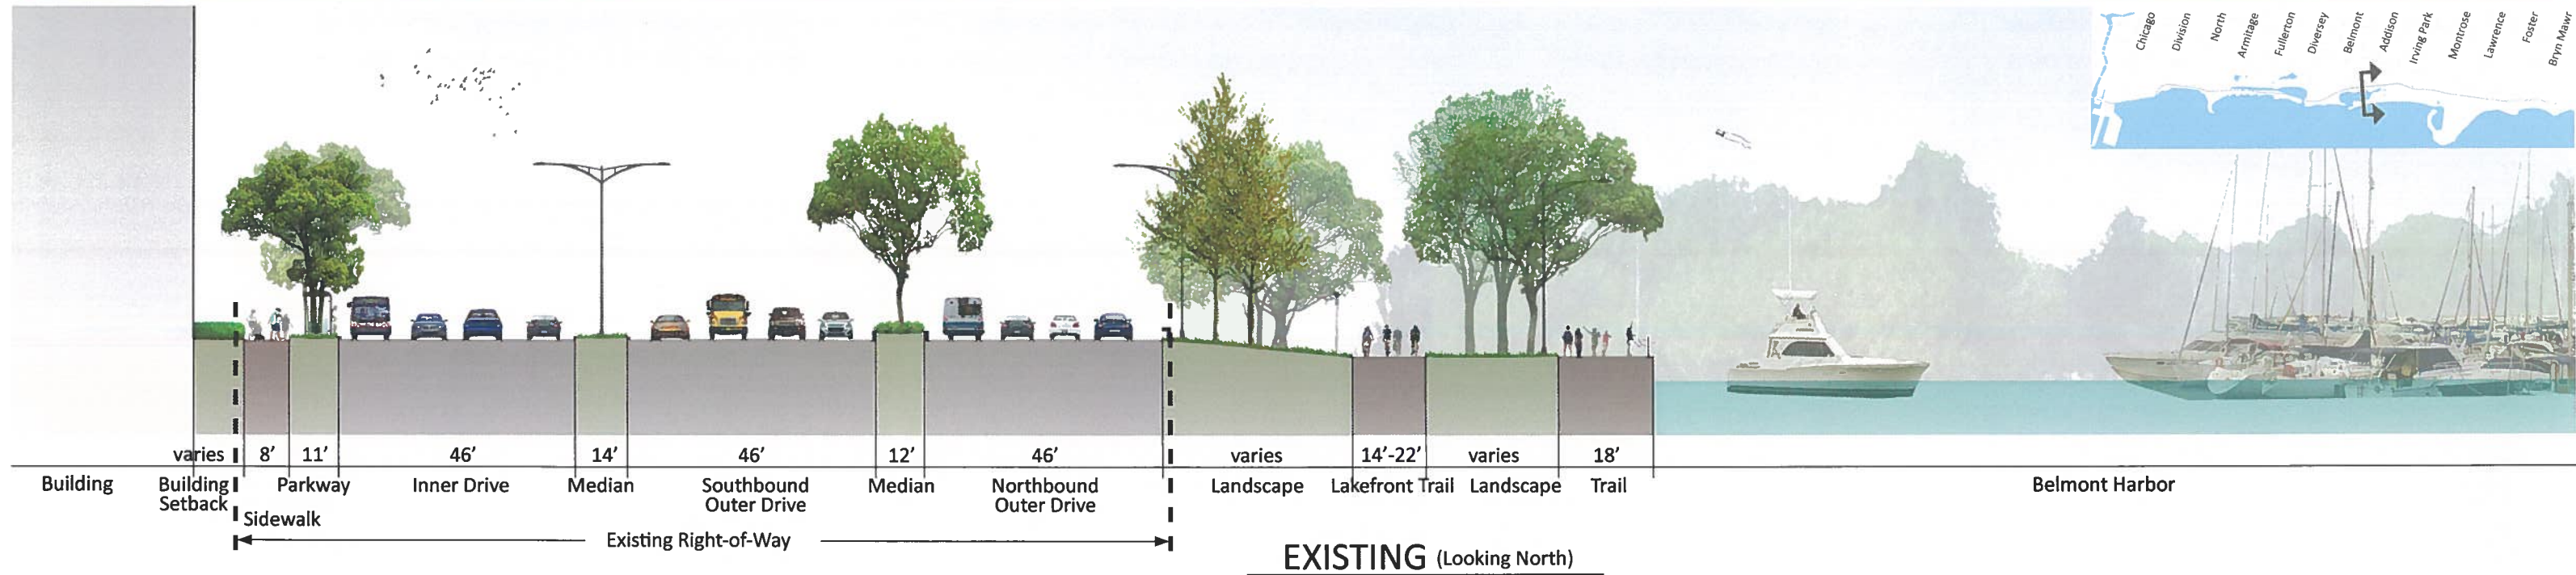 Chicago
Division
North
Armitage
Fullerton
Diversey
Belmont
Addison
Irving Park
Montrose
Lawrence
Foster
Bryn Mawr
varies 8' 11' 46' 14' 46' 12' 46' varies 14'-22' varies 18'
Building Building Parkway Inner Drive Median Southbound Median Northbound Landscape Lakefront Trail Landscape Trail Belmont Harbor
Setback Outer Drive Outer Drive
Sidewalk
Existing Right-of-Way
EXISTING (Looking North)